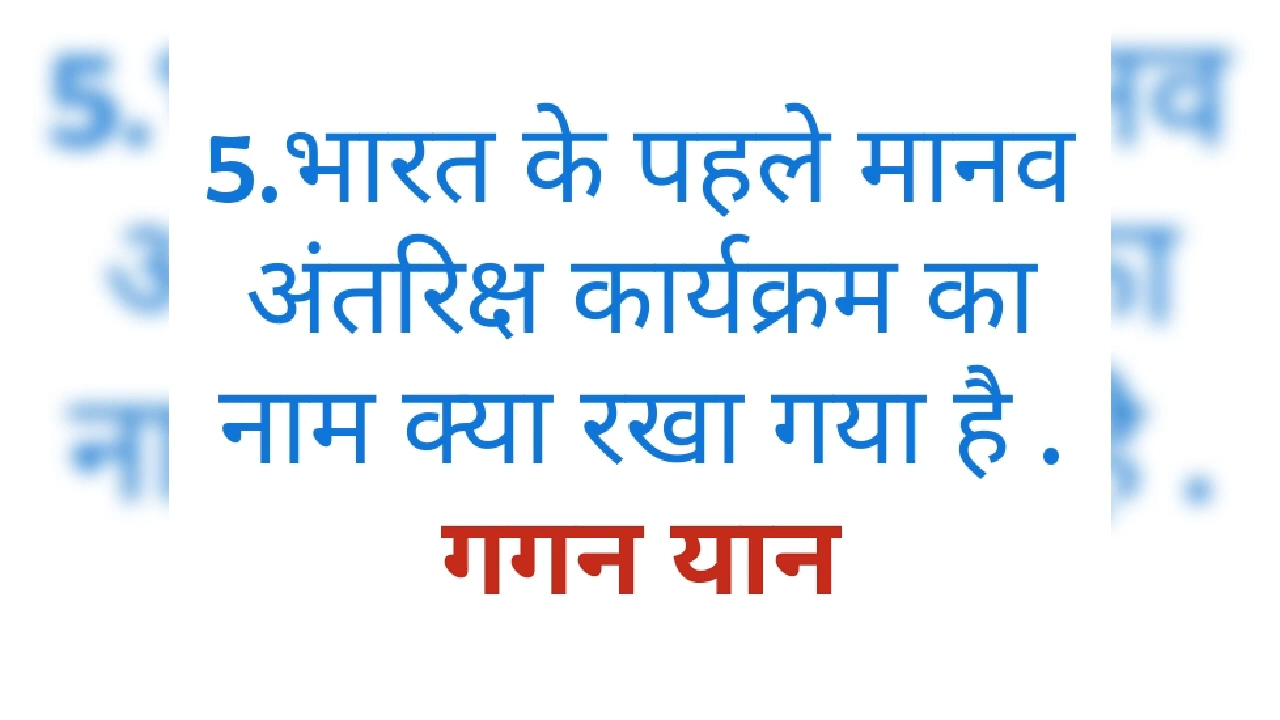 5.भारत के पहले मानव
अंतरिक्ष कार्यक्रम का
नाम क्या रखा गया है .
गगन यान